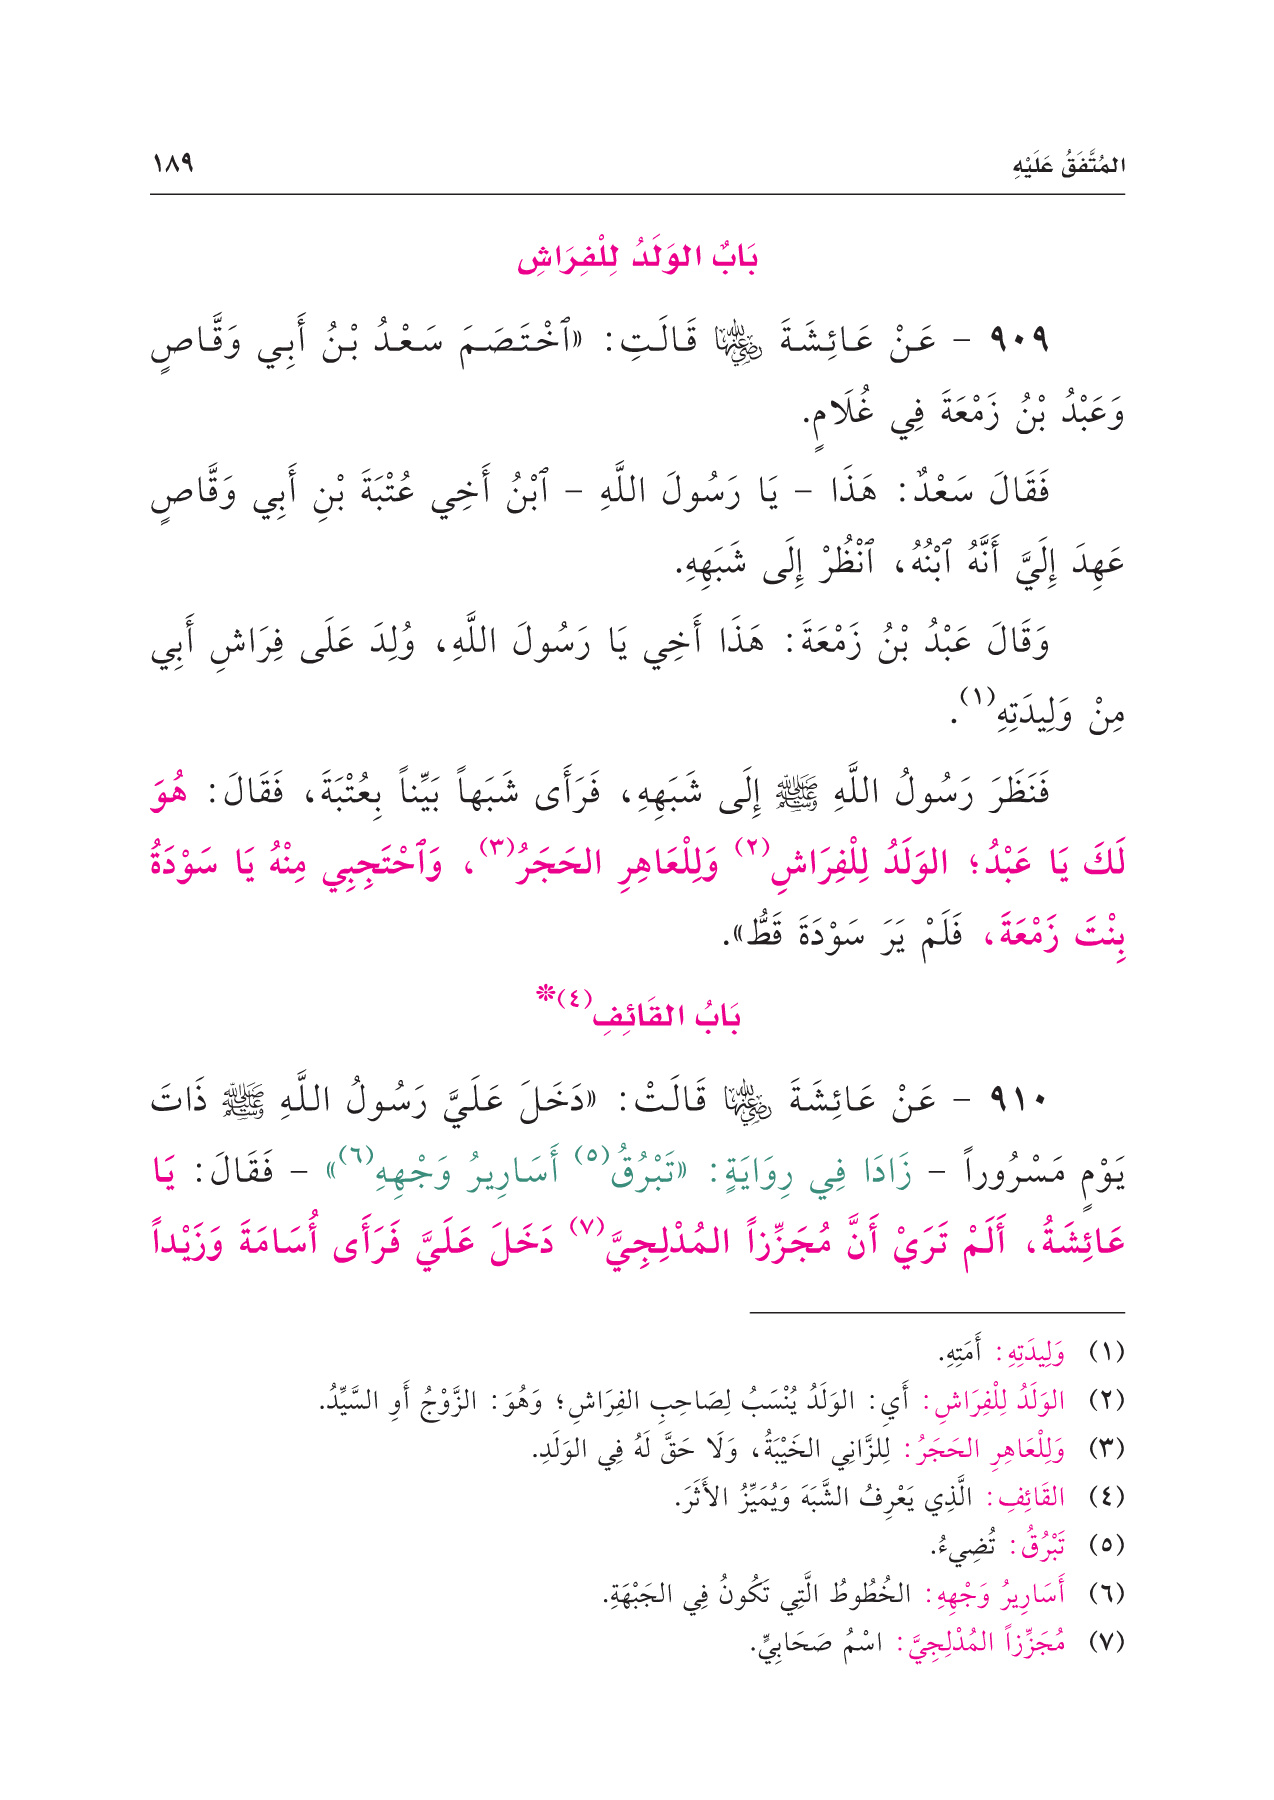 المُتَّفَقُ عَلَيْهِ ١٨٩
بَابٌ الوَلَدُ لِلْفِرَاشِ
٩٠٩ – عَنْ عَائِشَةَ رضي الله عنها قَالَتِ: «ٱخْتَصَمَ سَعْدُ بْنُ أَبِي وَقَّاصٍ
وَعَبْدُ بْنُ زَمْعَةَ فِي غُلَامٍ.
فَقَالَ سَعْدٌ: هَذَا – يَا رَسُولَ اللَّهِ – ٱبْنُ أَخِي عُتْبَةَ بْنِ أَبِي وَقَّاصٍ
عَهِدَ إِلَيَّ أَنَّهُ ٱبْنُهُ، ٱنْظُرْ إِلَى شَبَهِهِ.
وَقَالَ عَبْدُ بْنُ زَمْعَةَ: هَذَا أَخِي يَا رَسُولَ اللَّهِ، وُلِدَ عَلَى فِرَاشِ أَبِي
مِنْ وَلِيدَتِهِ(١).
فَنَظَرَ رَسُولُ اللَّهِ ﷺ إِلَى شَبَهِهِ، فَرَأَى شَبَهاً بَيِّناً بِعُتْبَةَ، فَقَالَ: هُوَ
لَكَ يَا عَبْدُ؛ الوَلَدُ لِلْفِرَاشِ(٢) وَلِلْعَاهِرِ الحَجَرُ(٣)، وَٱحْتَجِبِي مِنْهُ يَا سَوْدَةُ
بِنْتَ زَمْعَةَ، فَلَمْ يَرَ سَوْدَةَ قَطُّ».
بَابُ القَائِفِ(٤)*
٩١٠ – عَنْ عَائِشَةَ رضي الله عنها قَالَتْ: «دَخَلَ عَلَيَّ رَسُولُ اللَّهِ ﷺ ذَاتَ
يَوْمٍ مَسْرُوراً – زَادَا فِي رِوَايَةٍ: «تَبْرُقُ(٥) أَسَارِيرُ وَجْهِهِ(٦)» – فَقَالَ: يَا
عَائِشَةُ، أَلَمْ تَرَيْ أَنَّ مُجَزِّزاً المُدْلِجِيَّ(٧) دَخَلَ عَلَيَّ فَرَأَى أُسَامَةَ وَزَيْداً
(١) وَلِيدَتِهِ: أَمَتِهِ.
(٢) الوَلَدُ لِلْفِرَاشِ: أَيِ: الوَلَدُ يُنْسَبُ لِصَاحِبِ الفِرَاشِ؛ وَهُوَ: الزَّوْجُ أَوِ السَّيِّدُ.
(٣) وَلِلْعَاهِرِ الحَجَرُ: لِلزَّانِي الخَيْبَةُ، وَلَا حَقَّ لَهُ فِي الوَلَدِ.
(٤) القَائِفِ: الَّذِي يَعْرِفُ الشَّبَهَ وَيُمَيِّزُ الأَثَرَ.
(٥) تَبْرُقُ: تُضِيءُ.
(٦) أَسَارِيرُ وَجْهِهِ: الخُطُوطُ الَّتِي تَكُونُ فِي الجَبْهَةِ.
(٧) مُجَزِّزاً المُدْلِجِيَّ: اسْمُ صَحَابِيٍّ.